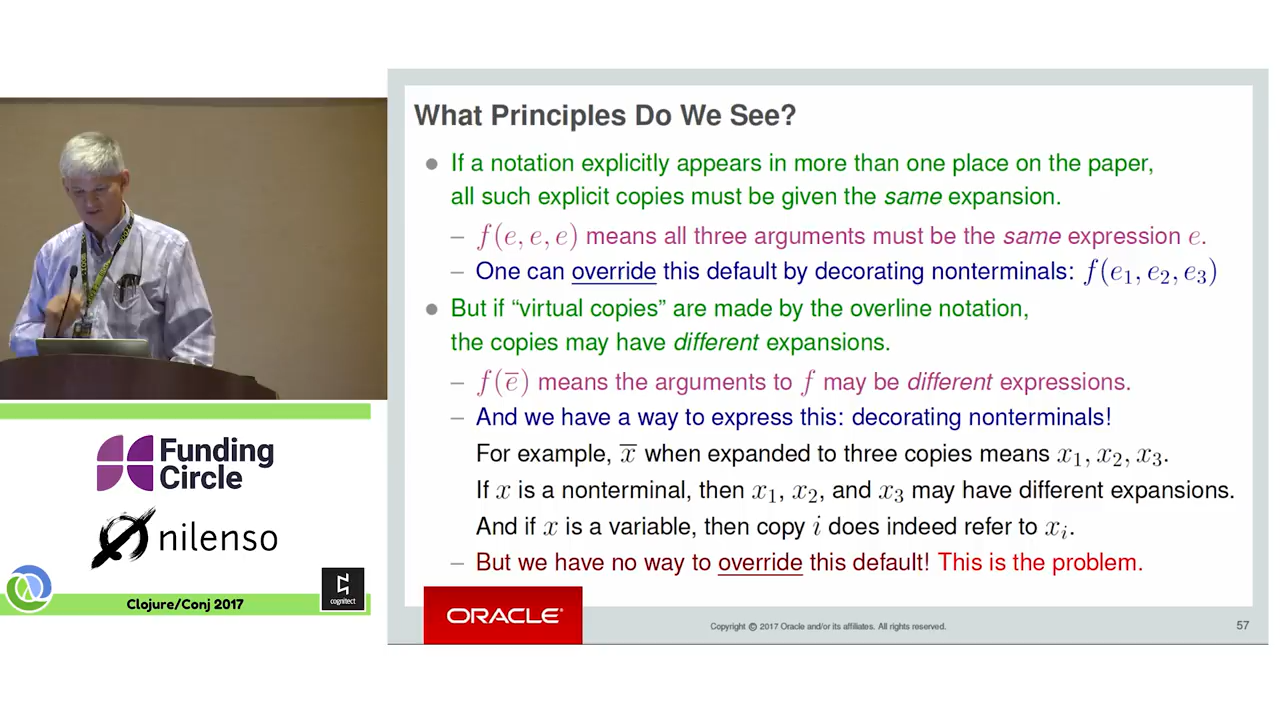 What Principles Do We See?
● If a notation explicitly appears in more than one place on the paper,
all such explicit copies must be given the same expansion.
– f(e, e, e) means all three arguments must be the same expression e.
– One can override this default by decorating nonterminals: f(e₁, e₂, e₃)
● But if “virtual copies” are made by the overline notation,
the copies may have different expansions.
– f(e̅) means the arguments to f may be different expressions.
– And we have a way to express this: decorating nonterminals!
For example, x̅ when expanded to three copies means x₁, x₂, x₃.
If x is a nonterminal, then x₁, x₂, and x₃ may have different expansions.
And if x is a variable, then copy i does indeed refer to xᵢ.
– But we have no way to override this default! This is the problem.
ORACLE®
Copyright © 2017 Oracle and/or its affiliates. All rights reserved.
57
Funding
Circle
nilenso
Clojure/Conj 2017
cognitect